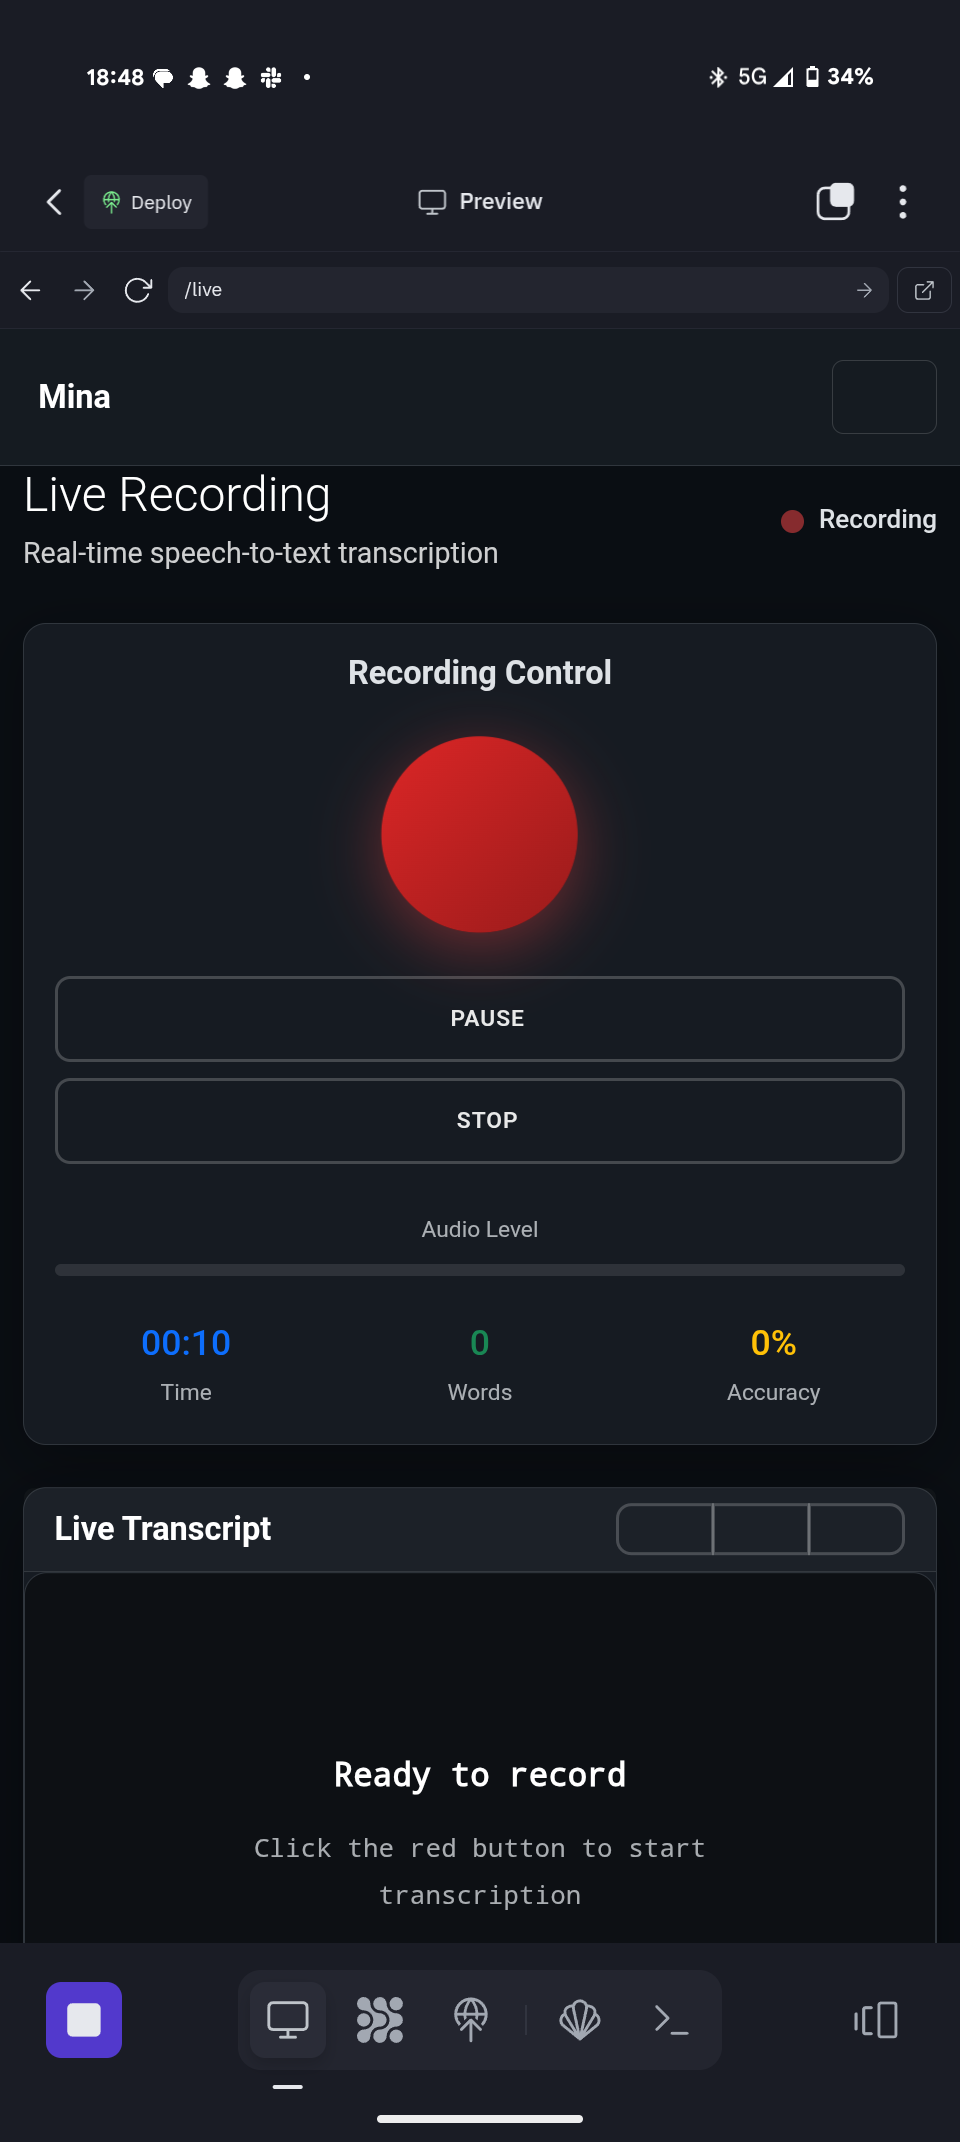 18:48
5G 34%
Deploy
Preview
/live
Mina
Live Recording
Recording
Real-time speech-to-text transcription
Recording Control
PAUSE
STOP
Audio Level
00:10 0 0%
Time Words Accuracy
Live Transcript
Ready to record
Click the red button to start
transcription